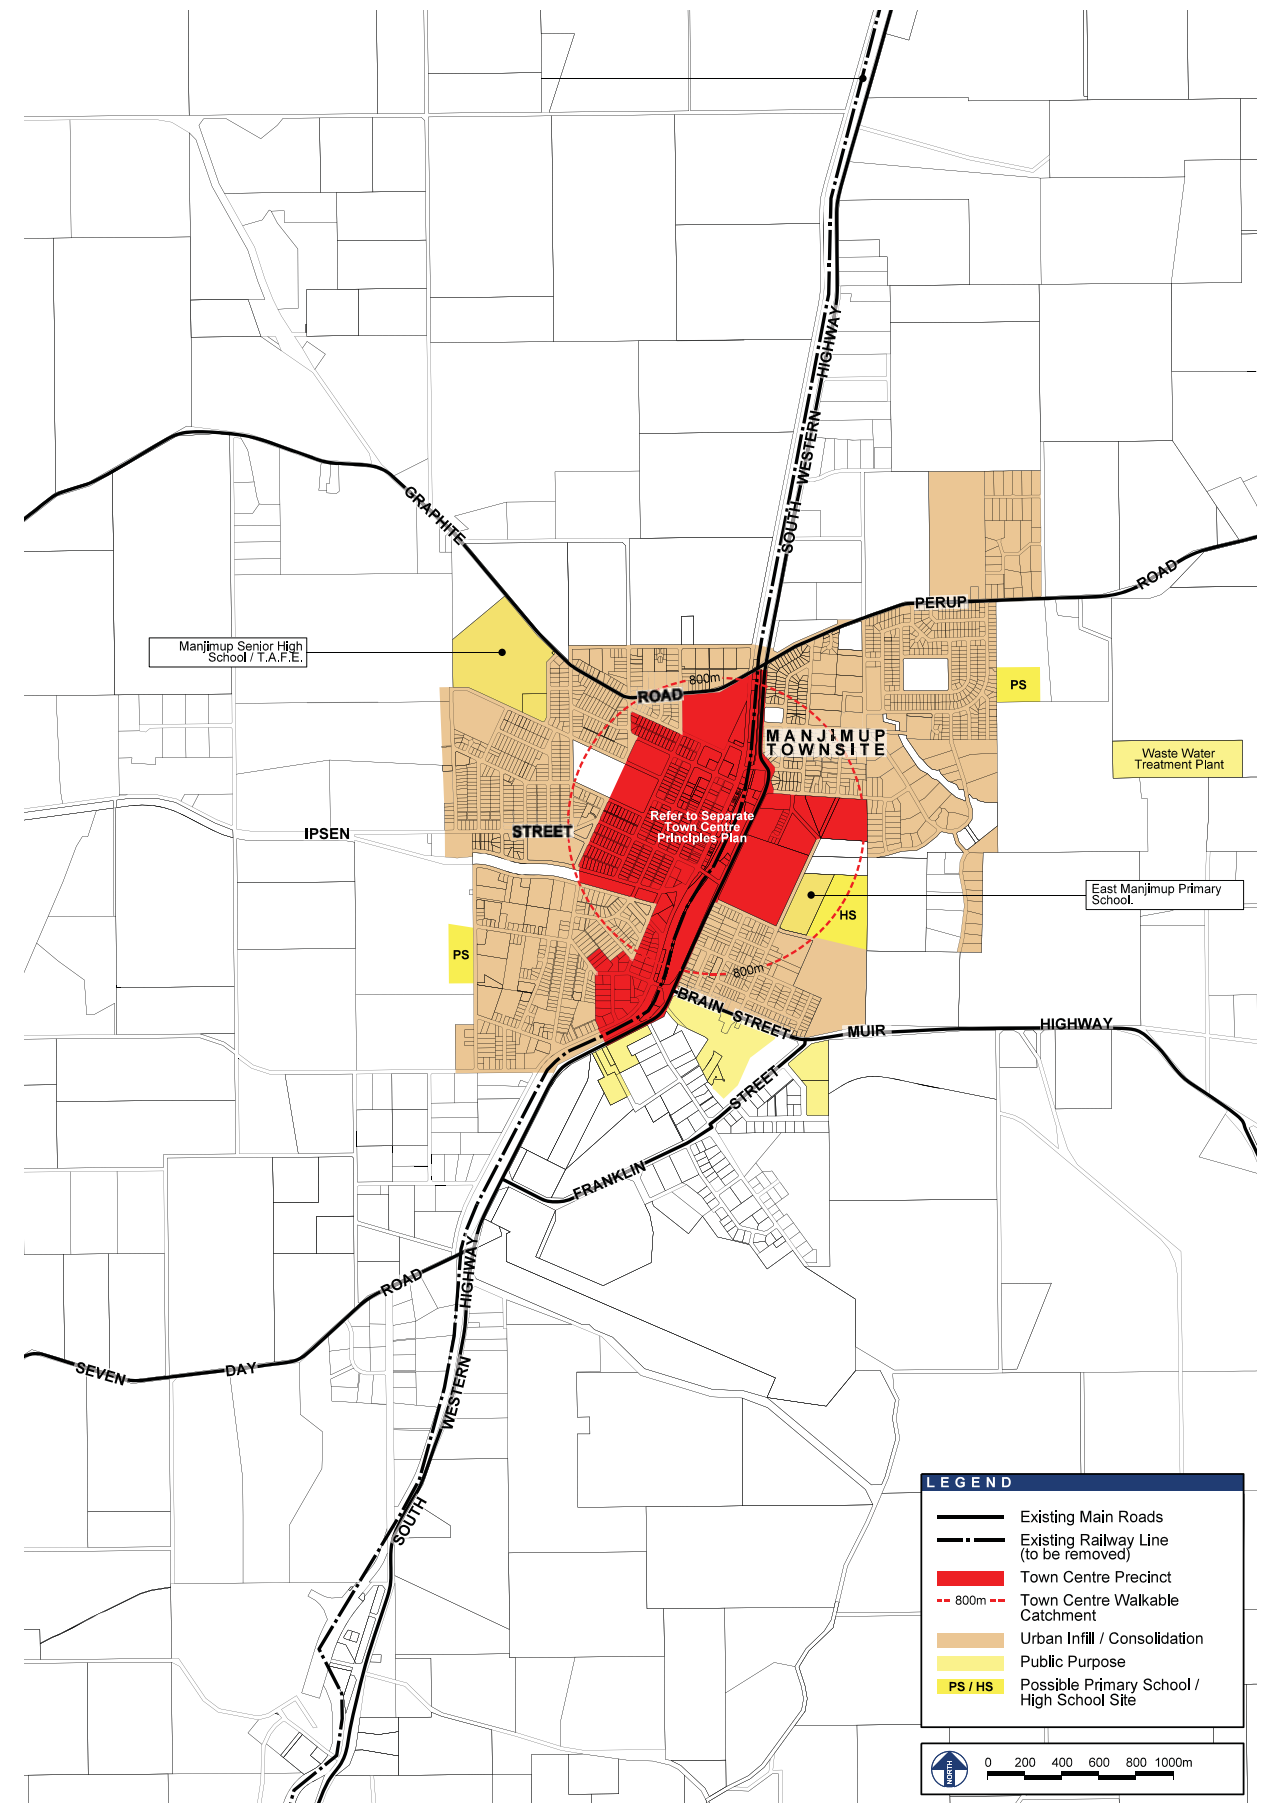 HIGHWAY
WESTERN
SOUTH
GRAPHITE
ROAD
PERUP
Manjimup Senior High
School / T.A.F.E.
800m
ROAD
PS
MANJIMUP
TOWNSITE
Waste Water
Treatment Plant
Refer to Separate
Town Centre
Principles Plan
IPSEN
STREET
East Manjimup Primary
School.
HS
PS
800m
BRAIN STREET
MUIR
HIGHWAY
STREET
FRANKLIN
HIGHWAY
ROAD
SEVEN
DAY
WESTERN
SOUTH
LEGEND
Existing Main Roads
Existing Railway Line
(to be removed)
Town Centre Precinct
800m
Town Centre Walkable
Catchment
Urban Infill / Consolidation
Public Purpose
PS / HS
Possible Primary School /
High School Site
NORTH
0 200 400 600 800 1000m